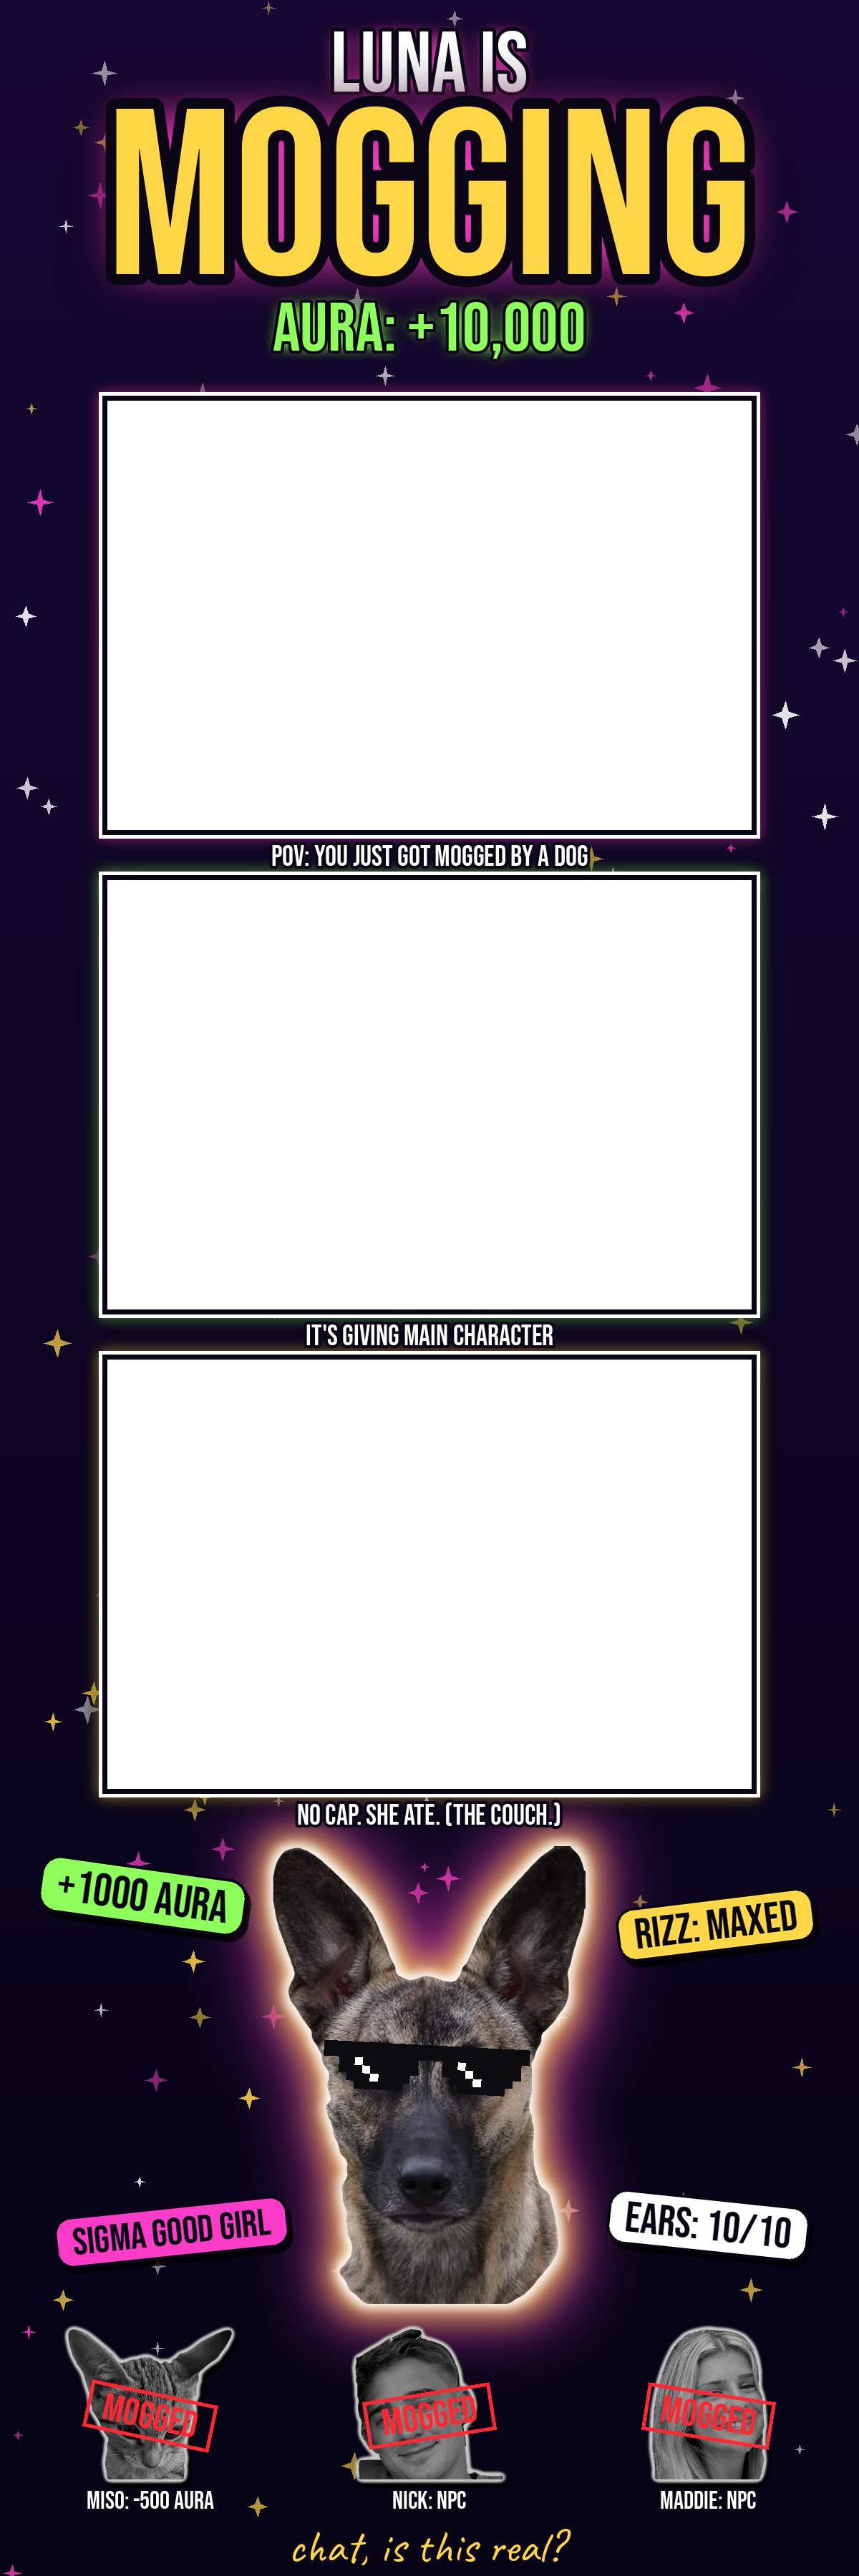 LUNA IS
MOGGING
AURA: +10,000
POV: YOU JUST GOT MOGGED BY A DOG
IT'S GIVING MAIN CHARACTER
NO CAP. SHE ATE. (THE COUCH.)
+1000 AURA
RIZZ: MAXED
SIGMA GOOD GIRL
EARS: 10/10
MOGGED
MOGGED
MOGGED
MISO: -500 AURA
NICK: NPC
MADDIE: NPC
chat, is this real?